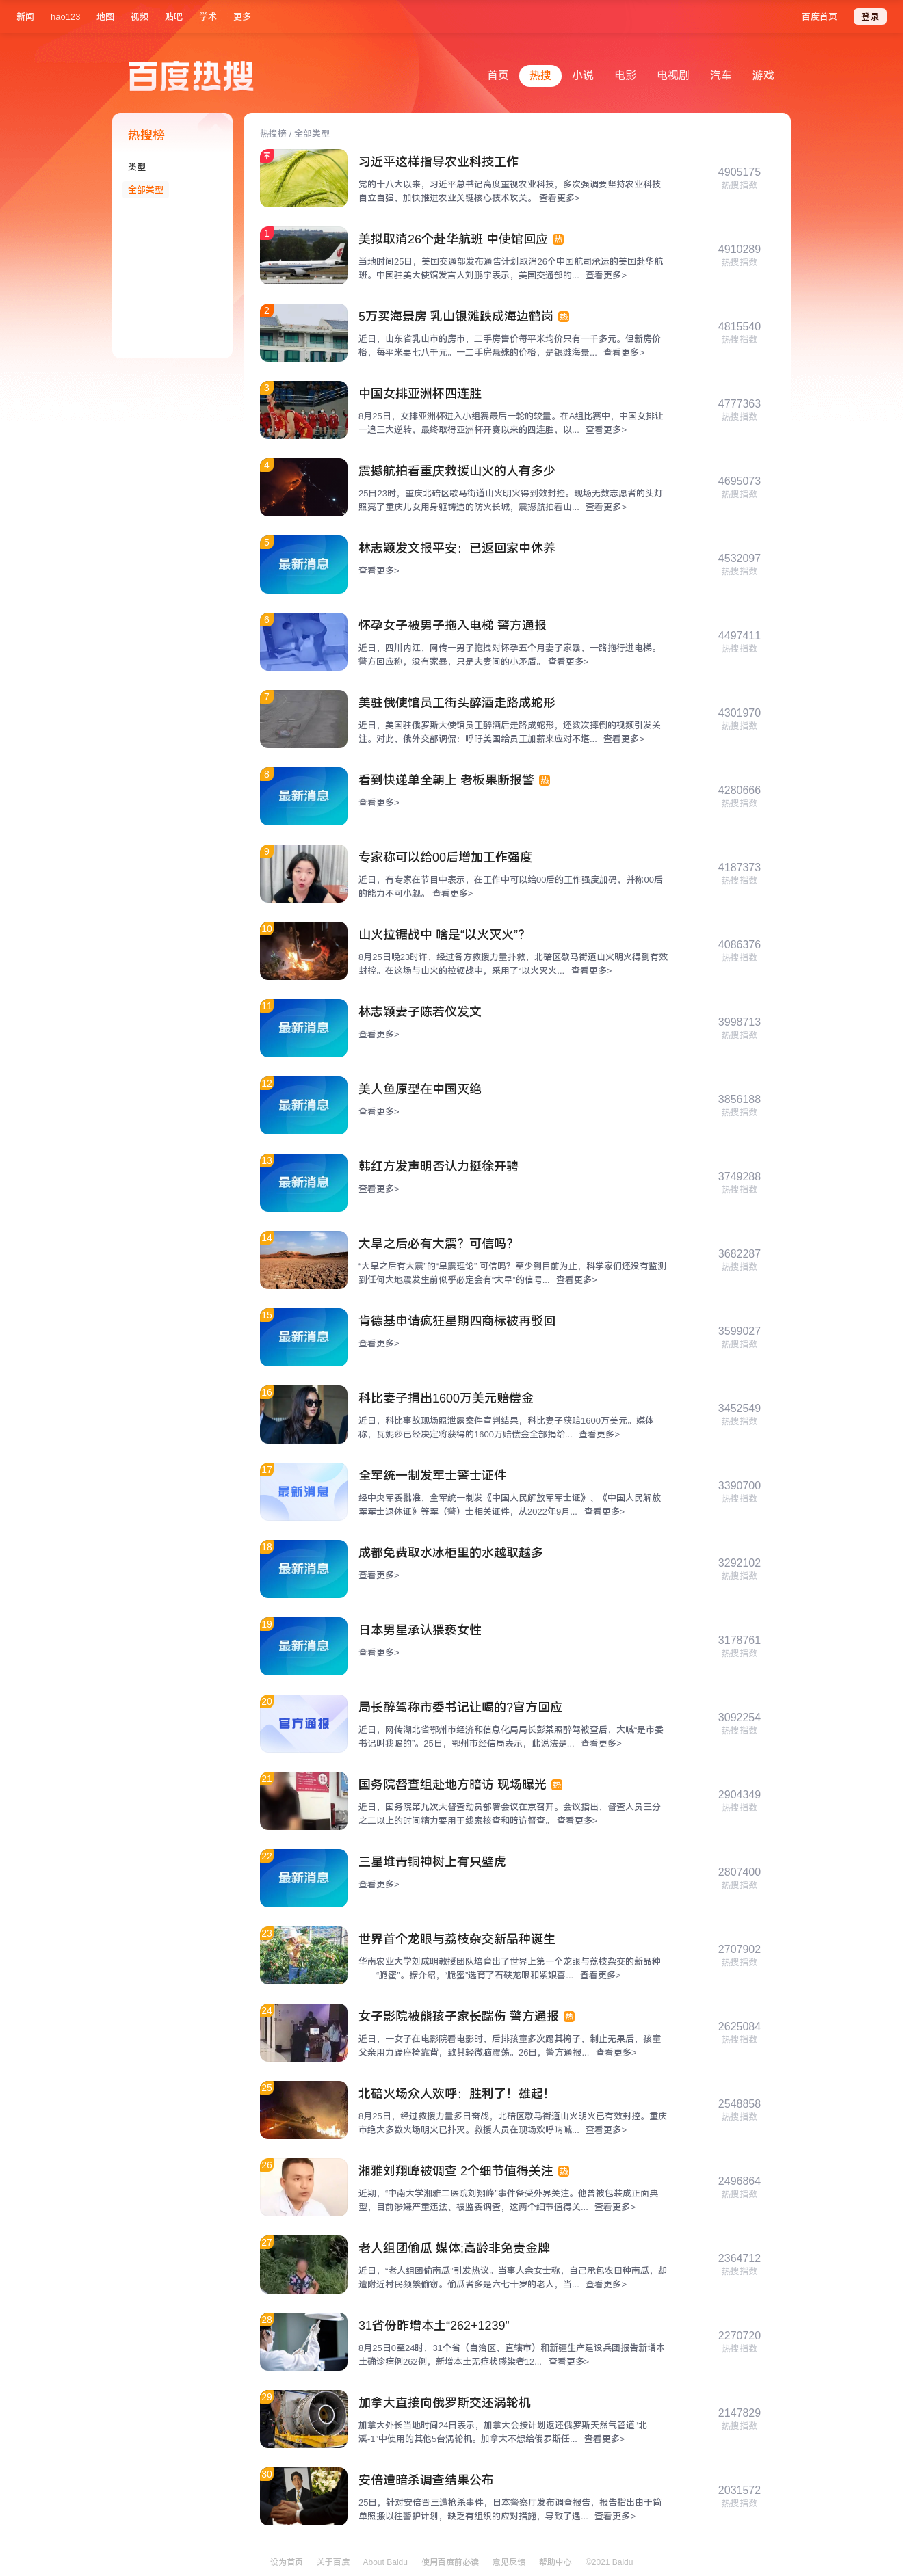 新闻 hao123 地图 视频 贴吧 学术 更多 百度首页 登录
百度热搜
首页 热搜 小说 电影 电视剧 汽车 游戏
热搜榜
类型
全部类型
热搜榜 / 全部类型
习近平这样指导农业科技工作
党的十八大以来，习近平总书记高度重视农业科技，多次强调要坚持农业科技
自立自强，加快推进农业关键核心技术攻关。 查看更多>
4905175
热搜指数
1
美拟取消26个赴华航班 中使馆回应 热
当地时间25日，美国交通部发布通告计划取消26个中国航司承运的美国赴华航
班。中国驻美大使馆发言人刘鹏宇表示，美国交通部的... 查看更多>
4910289
热搜指数
2
5万买海景房 乳山银滩跌成海边鹤岗 热
近日，山东省乳山市的房市，二手房售价每平米均价只有一千多元。但新房价
格，每平米要七八千元。一二手房悬殊的价格，是银滩海景... 查看更多>
4815540
热搜指数
3
中国女排亚洲杯四连胜
8月25日，女排亚洲杯进入小组赛最后一轮的较量。在A组比赛中，中国女排让
一追三大逆转，最终取得亚洲杯开赛以来的四连胜，以... 查看更多>
4777363
热搜指数
4
震撼航拍看重庆救援山火的人有多少
25日23时，重庆北碚区歇马街道山火明火得到效封控。现场无数志愿者的头灯
照亮了重庆儿女用身躯铸造的防火长城，震撼航拍看山... 查看更多>
4695073
热搜指数
5
最新消息
林志颖发文报平安：已返回家中休养
查看更多>
4532097
热搜指数
6
怀孕女子被男子拖入电梯 警方通报
近日，四川内江，网传一男子拖拽对怀孕五个月妻子家暴，一路拖行进电梯。
警方回应称，没有家暴，只是夫妻间的小矛盾。 查看更多>
4497411
热搜指数
7
美驻俄使馆员工街头醉酒走路成蛇形
近日，美国驻俄罗斯大使馆员工醉酒后走路成蛇形，还数次摔倒的视频引发关
注。对此，俄外交部调侃：呼吁美国给员工加薪来应对不堪... 查看更多>
4301970
热搜指数
8
最新消息
看到快递单全朝上 老板果断报警 热
查看更多>
4280666
热搜指数
9
专家称可以给00后增加工作强度
近日，有专家在节目中表示，在工作中可以给00后的工作强度加码，并称00后
的能力不可小觑。 查看更多>
4187373
热搜指数
10
山火拉锯战中 啥是“以火灭火”？
8月25日晚23时许，经过各方救援力量扑救，北碚区歇马街道山火明火得到有效
封控。在这场与山火的拉锯战中，采用了“以火灭火... 查看更多>
4086376
热搜指数
11
最新消息
林志颖妻子陈若仪发文
查看更多>
3998713
热搜指数
12
最新消息
美人鱼原型在中国灭绝
查看更多>
3856188
热搜指数
13
最新消息
韩红方发声明否认力挺徐开骋
查看更多>
3749288
热搜指数
14
大旱之后必有大震？可信吗？
“大旱之后有大震”的“旱震理论” 可信吗？至少到目前为止，科学家们还没有监测
到任何大地震发生前似乎必定会有“大旱”的信号... 查看更多>
3682287
热搜指数
15
最新消息
肯德基申请疯狂星期四商标被再驳回
查看更多>
3599027
热搜指数
16
科比妻子捐出1600万美元赔偿金
近日，科比事故现场照泄露案件宣判结果，科比妻子获赔1600万美元。媒体
称，瓦妮莎已经决定将获得的1600万赔偿金全部捐给... 查看更多>
3452549
热搜指数
17
最新消息
全军统一制发军士警士证件
经中央军委批准，全军统一制发《中国人民解放军军士证》、《中国人民解放
军军士退休证》等军（警）士相关证件，从2022年9月... 查看更多>
3390700
热搜指数
18
最新消息
成都免费取水冰柜里的水越取越多
查看更多>
3292102
热搜指数
19
最新消息
日本男星承认猥亵女性
查看更多>
3178761
热搜指数
20
官方通报
局长醉驾称市委书记让喝的?官方回应
近日，网传湖北省鄂州市经济和信息化局局长彭某照醉驾被查后，大喊“是市委
书记叫我喝的”。25日，鄂州市经信局表示，此说法是... 查看更多>
3092254
热搜指数
21
国务院督查组赴地方暗访 现场曝光 热
近日，国务院第九次大督查动员部署会议在京召开。会议指出，督查人员三分
之二以上的时间精力要用于线索核查和暗访督查。 查看更多>
2904349
热搜指数
22
最新消息
三星堆青铜神树上有只壁虎
查看更多>
2807400
热搜指数
23
世界首个龙眼与荔枝杂交新品种诞生
华南农业大学刘成明教授团队培育出了世界上第一个龙眼与荔枝杂交的新品种
——“脆蜜”。据介绍，“脆蜜”选育了石硖龙眼和紫娘喜... 查看更多>
2707902
热搜指数
24
女子影院被熊孩子家长踹伤 警方通报 热
近日，一女子在电影院看电影时，后排孩童多次踢其椅子，制止无果后，孩童
父亲用力踹座椅靠背，致其轻微脑震荡。26日，警方通报... 查看更多>
2625084
热搜指数
25
北碚火场众人欢呼：胜利了！雄起！
8月25日，经过救援力量多日奋战，北碚区歇马街道山火明火已有效封控。重庆
市绝大多数火场明火已扑灭。救援人员在现场欢呼呐喊... 查看更多>
2548858
热搜指数
26
湘雅刘翔峰被调查 2个细节值得关注 热
近期，“中南大学湘雅二医院刘翔峰”事件备受外界关注。他曾被包装成正面典
型，目前涉嫌严重违法、被监委调查，这两个细节值得关... 查看更多>
2496864
热搜指数
27
老人组团偷瓜 媒体:高龄非免责金牌
近日，“老人组团偷南瓜”引发热议。当事人余女士称，自己承包农田种南瓜，却
遭附近村民频繁偷窃。偷瓜者多是六七十岁的老人，当... 查看更多>
2364712
热搜指数
28
31省份昨增本土“262+1239”
8月25日0至24时，31个省（自治区、直辖市）和新疆生产建设兵团报告新增本
土确诊病例262例，新增本土无症状感染者12... 查看更多>
2270720
热搜指数
29
加拿大直接向俄罗斯交还涡轮机
加拿大外长当地时间24日表示，加拿大会按计划返还俄罗斯天然气管道“北
溪-1”中使用的其他5台涡轮机。加拿大不想给俄罗斯任... 查看更多>
2147829
热搜指数
30
安倍遭暗杀调查结果公布
25日，针对安倍晋三遭枪杀事件，日本警察厅发布调查报告，报告指出由于简
单照搬以往警护计划，缺乏有组织的应对措施，导致了遇... 查看更多>
2031572
热搜指数
设为首页 关于百度 About Baidu 使用百度前必读 意见反馈 帮助中心 ©2021 Baidu